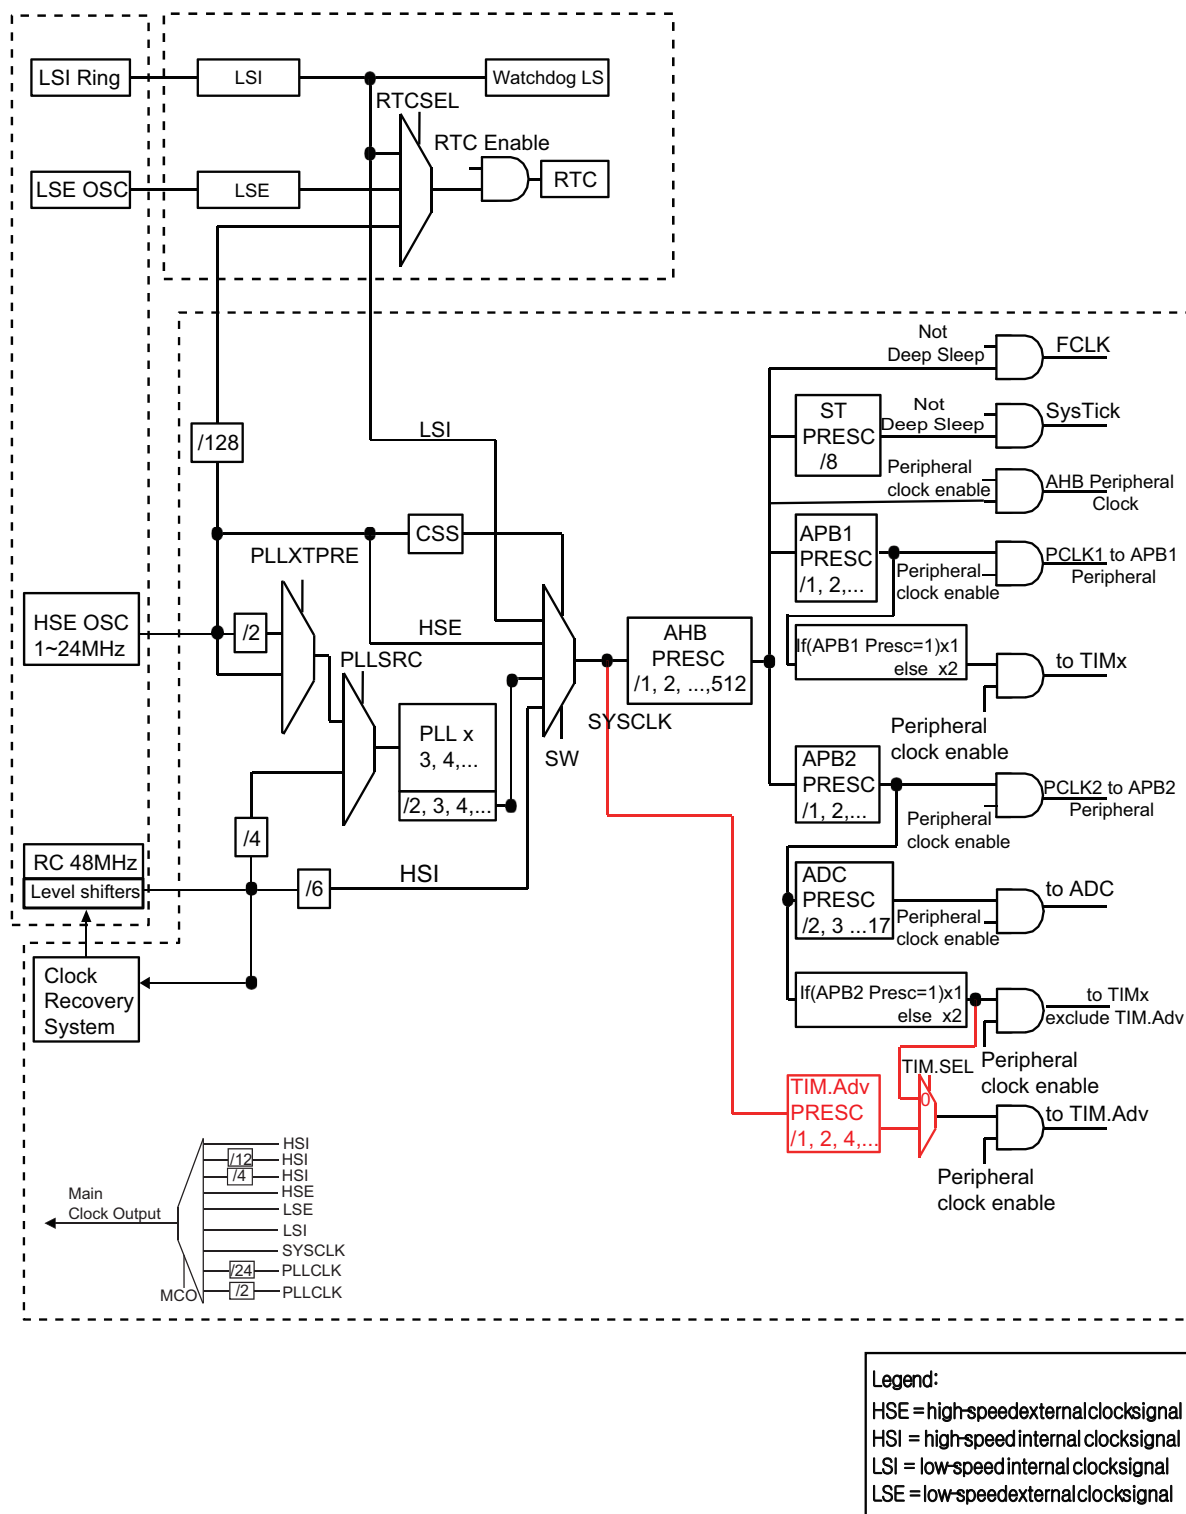 LSI Ring
LSI
Watchdog LS
RTCSEL
RTC Enable
LSE OSC
LSE
RTC
Not
Deep Sleep
FCLK
ST
PRESC
/8
Not
Deep Sleep
SysTick
/128
LSI
Peripheral
clock enable
AHB Peripheral
Clock
CSS
PLLXTPRE
APB1
PRESC
/1, 2,...
Peripheral
clock enable
PCLK1 to APB1
Peripheral
HSE OSC
1~24MHz
/2
HSE
PLLSRC
AHB
PRESC
/1, 2, ...,512
If(APB1 Presc=1)x1
else x2
to TIMx
SYSCLK
PLL x
3, 4,...
/2, 3, 4,...
SW
Peripheral
clock enable
APB2
PRESC
/1, 2,...
Peripheral
clock enable
PCLK2 to APB2
Peripheral
/4
RC 48MHz
Level shifters
/6
HSI
ADC
PRESC
/2, 3 ...17
Peripheral
clock enable
to ADC
Clock
Recovery
System
If(APB2 Presc=1)x1
else x2
to TIMx
exclude TIM.Adv
Peripheral
clock enable
TIM.SEL
0
TIM.Adv
PRESC
/1, 2, 4,...
to TIM.Adv
Peripheral
clock enable
Main
Clock Output
MCO
HSI
/12
HSI
/4
HSI
HSE
LSE
LSI
SYSCLK
/24
PLLCLK
/2
PLLCLK
Legend:
HSE = high-speed external clock signal
HSI = high-speed internal clock signal
LSI = low-speed internal clock signal
LSE = low-speed external clock signal